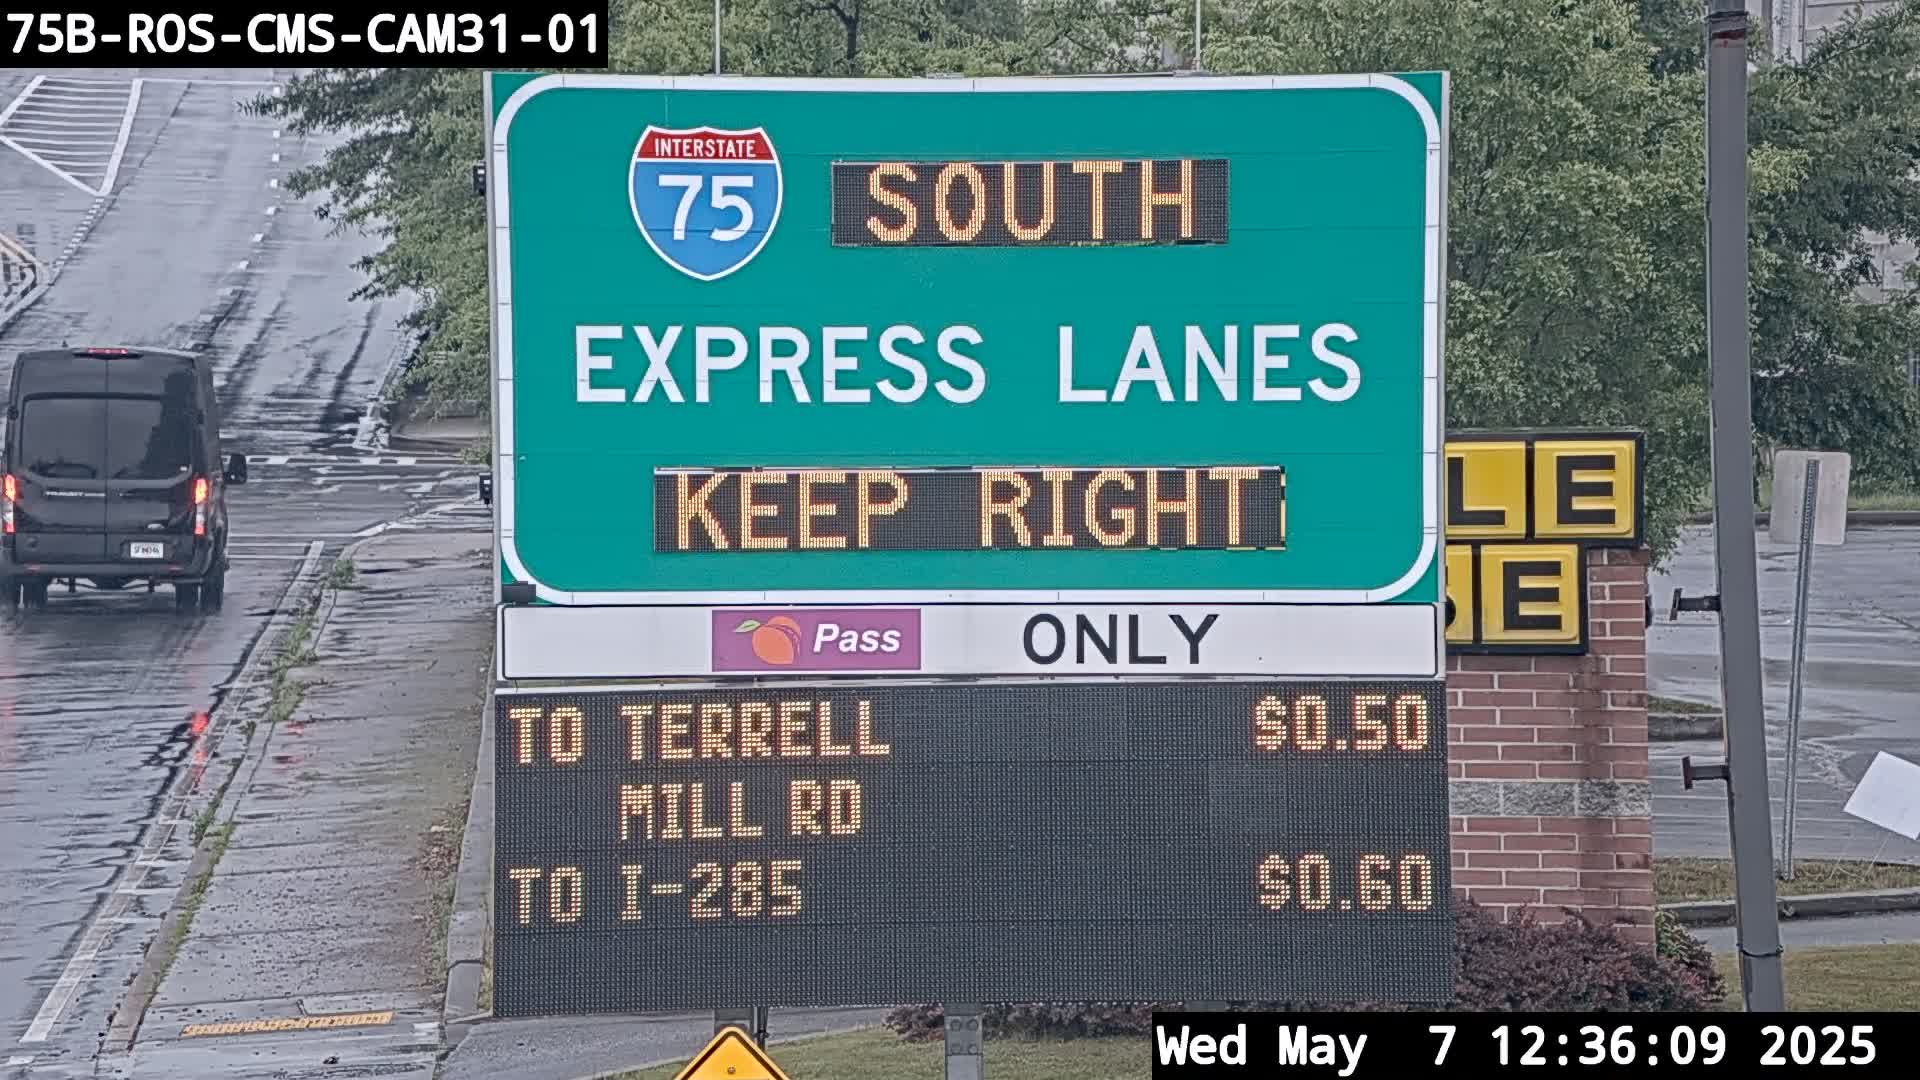 75B-ROS-CMS-CAM31-01
INTERSTATE
75
SOUTH
EXPRESS LANES
KEEP RIGHT
Pass ONLY
TO TERRELL $0.50
MILL RD
TO I-285 $0.60
LE
E
Wed May 7 12:36:09 2025